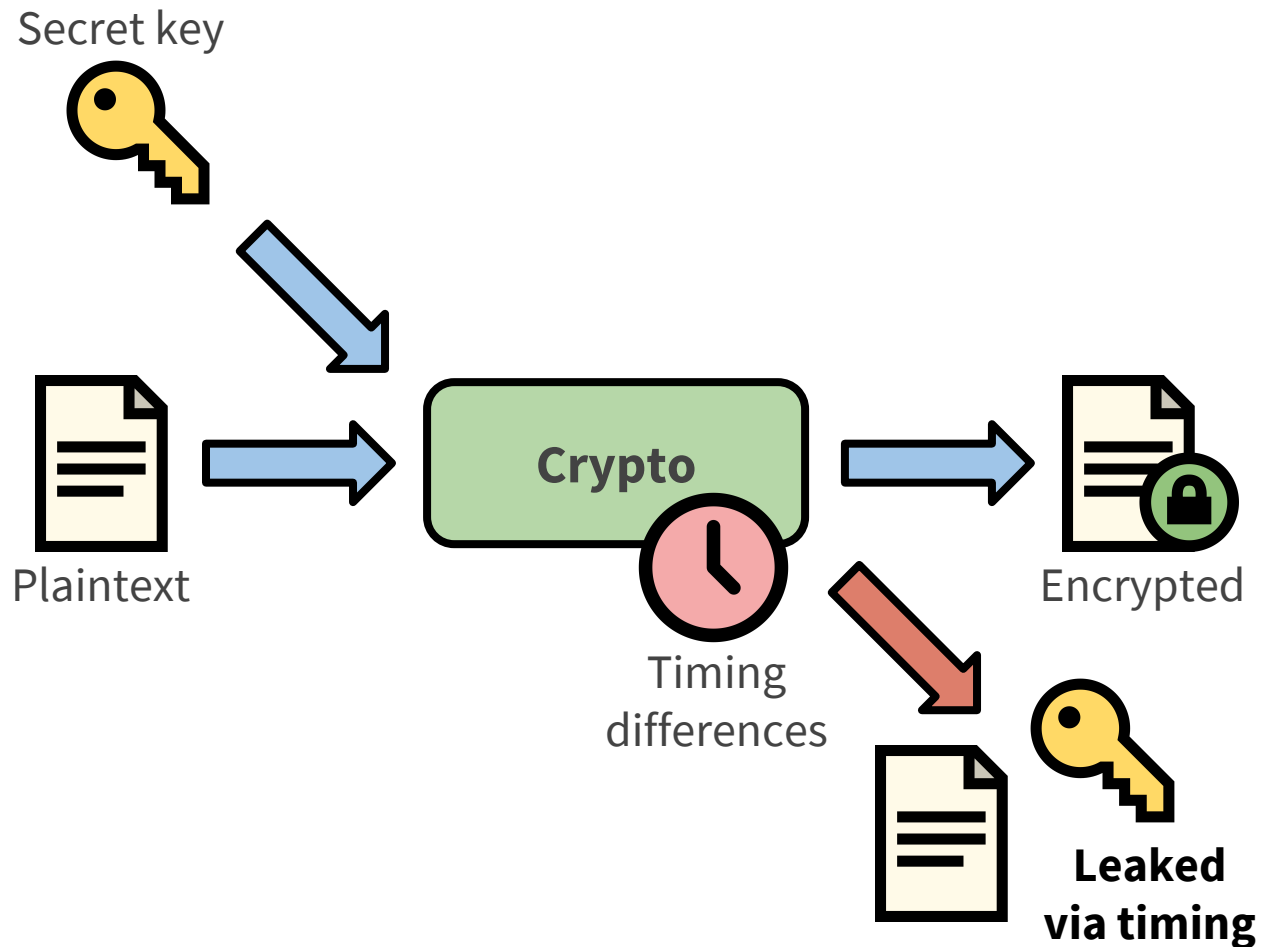 Secret key
Plaintext
Crypto
Encrypted
Timing
differences
Leaked
via timing